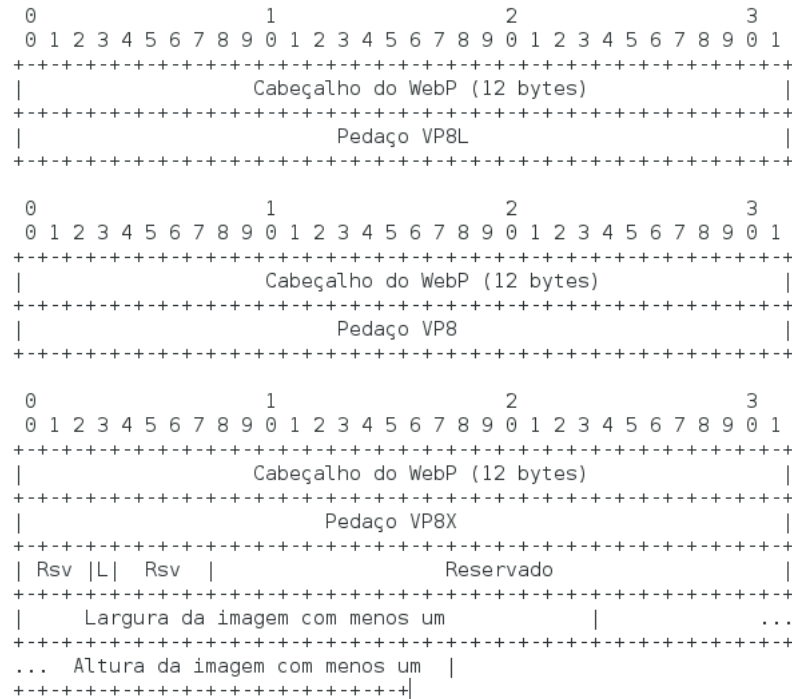 0 1 2 3
0 1 2 3 4 5 6 7 8 9 0 1 2 3 4 5 6 7 8 9 0 1 2 3 4 5 6 7 8 9 0 1
+-+-+-+-+-+-+-+-+-+-+-+-+-+-+-+-+-+-+-+-+-+-+-+-+-+-+-+-+-+-+-+-+
| Cabeçalho do WebP (12 bytes) |
+-+-+-+-+-+-+-+-+-+-+-+-+-+-+-+-+-+-+-+-+-+-+-+-+-+-+-+-+-+-+-+-+
| Pedaço VP8L |
+-+-+-+-+-+-+-+-+-+-+-+-+-+-+-+-+-+-+-+-+-+-+-+-+-+-+-+-+-+-+-+-+
0 1 2 3
0 1 2 3 4 5 6 7 8 9 0 1 2 3 4 5 6 7 8 9 0 1 2 3 4 5 6 7 8 9 0 1
+-+-+-+-+-+-+-+-+-+-+-+-+-+-+-+-+-+-+-+-+-+-+-+-+-+-+-+-+-+-+-+-+
| Cabeçalho do WebP (12 bytes) |
+-+-+-+-+-+-+-+-+-+-+-+-+-+-+-+-+-+-+-+-+-+-+-+-+-+-+-+-+-+-+-+-+
| Pedaço VP8 |
+-+-+-+-+-+-+-+-+-+-+-+-+-+-+-+-+-+-+-+-+-+-+-+-+-+-+-+-+-+-+-+-+
0 1 2 3
0 1 2 3 4 5 6 7 8 9 0 1 2 3 4 5 6 7 8 9 0 1 2 3 4 5 6 7 8 9 0 1
+-+-+-+-+-+-+-+-+-+-+-+-+-+-+-+-+-+-+-+-+-+-+-+-+-+-+-+-+-+-+-+-+
| Cabeçalho do WebP (12 bytes) |
+-+-+-+-+-+-+-+-+-+-+-+-+-+-+-+-+-+-+-+-+-+-+-+-+-+-+-+-+-+-+-+-+
| Pedaço VP8X |
+-+-+-+-+-+-+-+-+-+-+-+-+-+-+-+-+-+-+-+-+-+-+-+-+-+-+-+-+-+-+-+-+
| Rsv |L| Rsv | Reservado |
+-+-+-+-+-+-+-+-+-+-+-+-+-+-+-+-+-+-+-+-+-+-+-+-+-+-+-+-+-+-+-+-+
| Largura da imagem com menos um | ...
+-+-+-+-+-+-+-+-+-+-+-+-+-+-+-+-+-+-+-+-+-+-+-+-+-+-+-+-+-+-+-+-+
... Altura da imagem com menos um |
+-+-+-+-+-+-+-+-+-+-+-+-+-+-+-+-+|